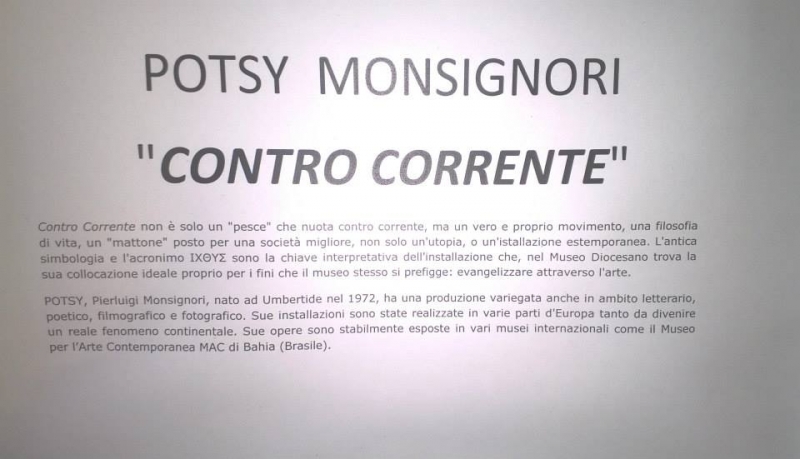 POTSY MONSIGNORI
"CONTRO CORRENTE"
Contro Corrente non è solo un "pesce" che nuota contro corrente, ma un vero e proprio movimento, una filosofia
di vita, un "mattone" posto per una società migliore, non solo un'utopia, o un'istallazione estemporanea. L'antica
simbologia e l'acronimo ΙΧΘΥΣ sono la chiave interpretativa dell'installazione che, nel Museo Diocesano trova la
sua collocazione ideale proprio per i fini che il museo stesso si prefigge: evangelizzare attraverso l'arte.
POTSY, Pierluigi Monsignori, nato ad Umbertide nel 1972, ha una produzione variegata anche in ambito letterario,
poetico, filmografico e fotografico. Sue installazioni sono state realizzate in varie parti d'Europa tanto da divenire
un reale fenomeno continentale. Sue opere sono stabilmente esposte in vari musei internazionali come il Museo
per l'Arte Contemporanea MAC di Bahia (Brasile).